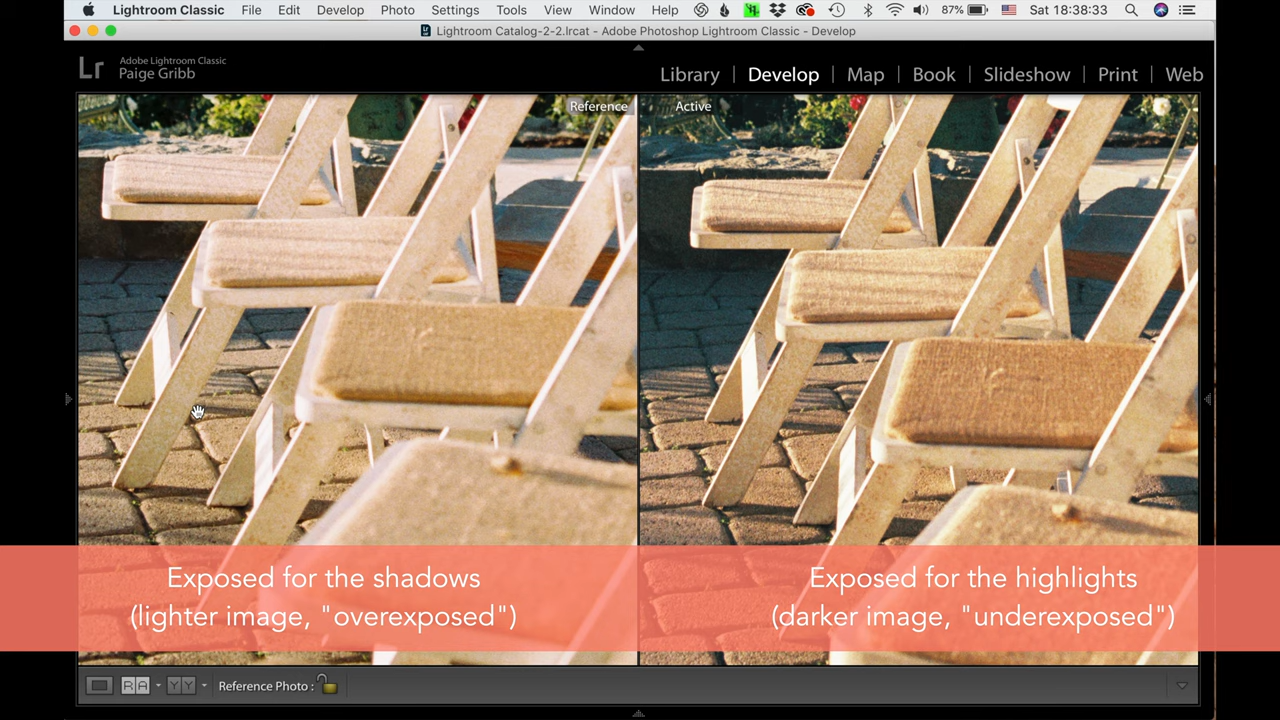 Lightroom Classic File Edit Develop Photo Settings Tools View Window Help 87% Sat 18:38:33
Lightroom Catalog-2-2.lrcat - Adobe Photoshop Lightroom Classic - Develop
Lr Adobe Lightroom Classic
Paige Gribb
Library | Develop | Map | Book | Slideshow | Print | Web
Reference
Active
Exposed for the shadows
(lighter image, "overexposed")
Exposed for the highlights
(darker image, "underexposed")
R A Y Y Reference Photo :